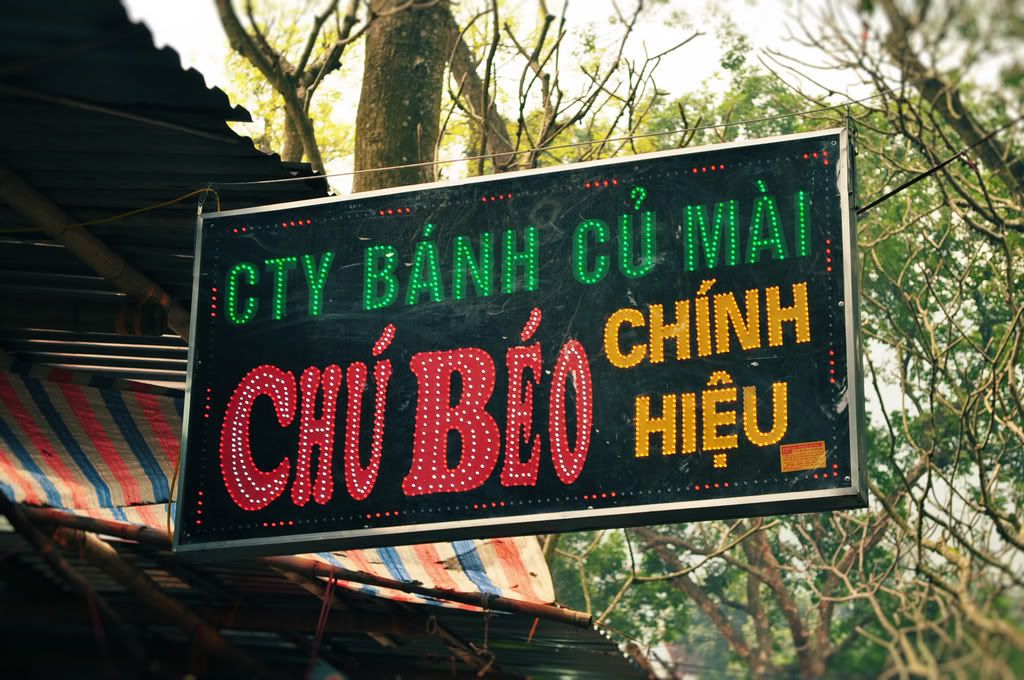 CTY BÁNH CỦ MÀI
CHÚ BÉO
CHÍNH
HIỆU